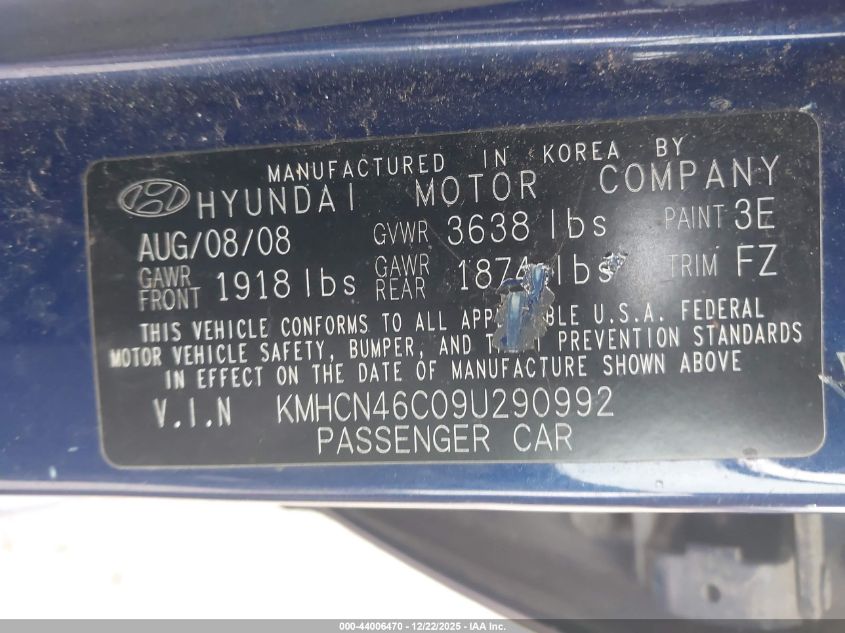 MANUFACTURED IN KOREA BY
HYUNDAI MOTOR COMPANY
AUG/08/08 GVWR 3638 lbs PAINT 3E
GAWR FRONT 1918 lbs GAWR REAR 1874 lbs TRIM FZ
THIS VEHICLE CONFORMS TO ALL U.S.A. FEDERAL
MOTOR VEHICLE SAFETY, BUMPER, AND PREVENTION STANDARDS
IN EFFECT ON THE DATE OF MANUFACTURE SHOWN ABOVE
V.I.N KMHCN46C09U290992
PASSENGER CAR
000-44006470 - 12/22/2025 - IAA Inc.